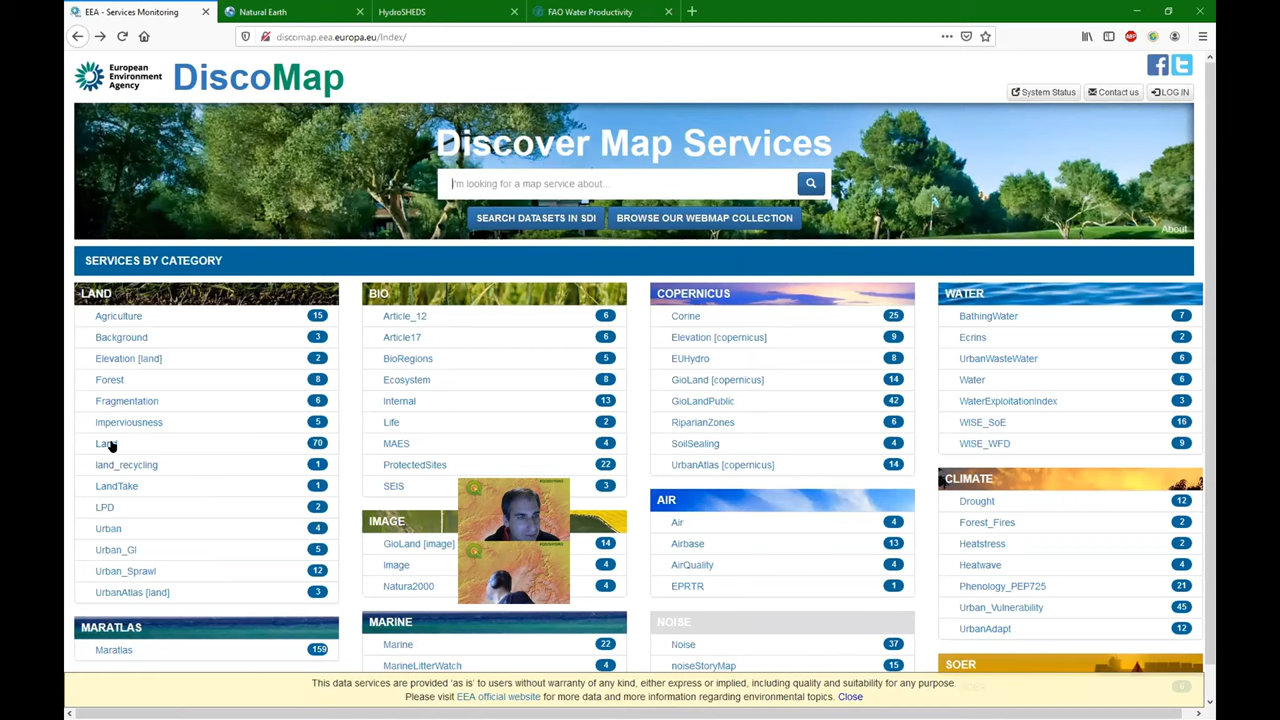 EEA - Services Monitoring
Natural Earth
HydroSHEDS
FAO Water Productivity
discomap.eea.europa.eu/Index/
European
Environment
Agency
DiscoMap
System Status
Contact us
LOG IN
Discover Map Services
I'm looking for a map service about...
SEARCH DATASETS IN SDI
BROWSE OUR WEBMAP COLLECTION
About
SERVICES BY CATEGORY
LAND
Agriculture 15
Background 3
Elevation [land] 2
Forest 8
Fragmentation 6
Imperviousness 5
Land 70
land_recycling 1
LandTake 1
LPD 2
Urban 4
Urban_GI 5
Urban_Sprawl 12
UrbanAtlas [land] 3
MARATLAS
Maratlas 159
BIO
Article_12 6
Article17 6
BioRegions 5
Ecosystem 8
Internal 13
Life 2
MAES 4
ProtectedSites 22
SEIS 3
IMAGE
GioLand [image] 14
Image 4
Natura2000 4
MARINE
Marine 22
MarineLitterWatch 4
COPERNICUS
Corine 25
Elevation [copernicus] 9
EUHydro 8
GioLand [copernicus] 14
GioLandPublic 42
RiparianZones 6
SoilSealing 4
UrbanAtlas [copernicus] 14
AIR
Air 4
Airbase 13
AirQuality 4
EPRTR 1
NOISE
Noise 37
noiseStoryMap 15
WATER
BathingWater 7
Ecrins 2
UrbanWasteWater 6
Water 6
WaterExploitationIndex 3
WISE_SoE 16
WISE_WFD 9
CLIMATE
Drought 12
Forest_Fires 2
Heatstress 2
Heatwave 4
Phenology_PEP725 21
Urban_Vulnerability 45
UrbanAdapt 12
SOER
This data services are provided 'as is' to users without warranty of any kind, either express or implied, including quality and suitability for any purpose.
Please visit EEA official website for more data and more information regarding environmental topics. Close